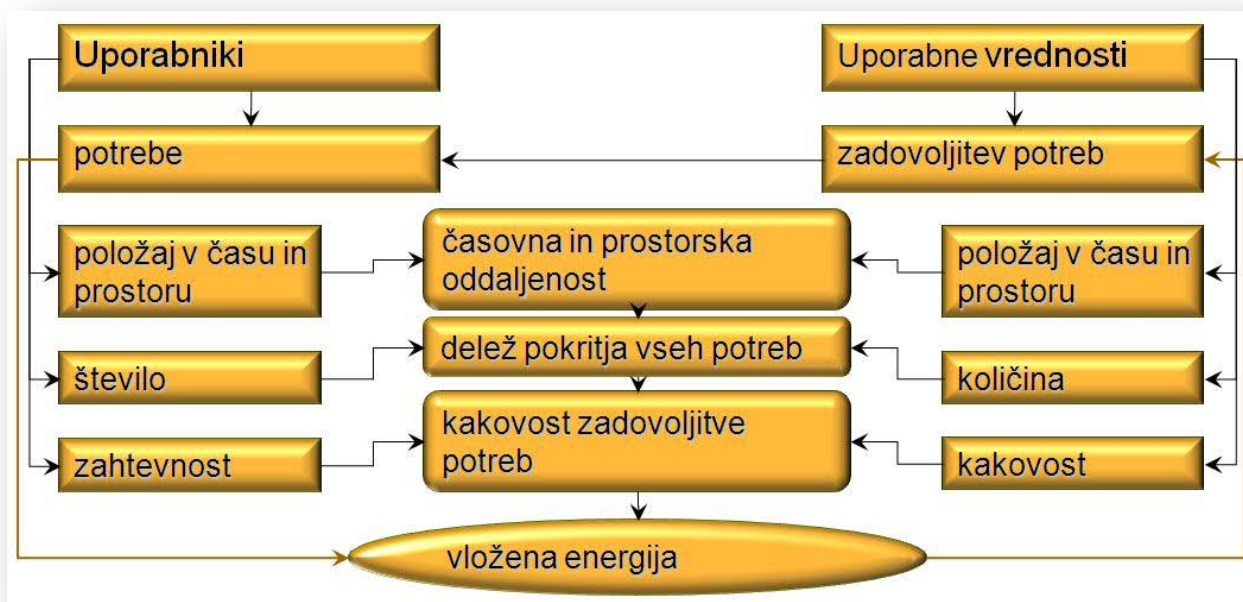 Uporabniki
Uporabne vrednosti
potrebe
zadovoljitev potreb
položaj v času in
prostoru
časovna in prostorska
oddaljenost
položaj v času in
prostoru
število
delež pokritja vseh potreb
količina
zahtevnost
kakovost zadovoljitve
potreb
kakovost
vložena energija